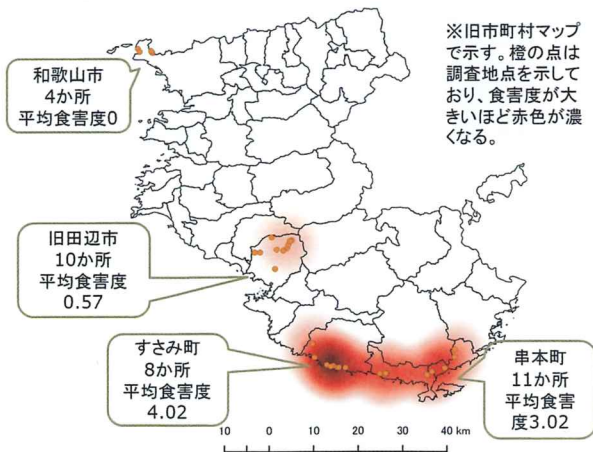 ※旧市町村マップ
で示す。橙の点は
調査地点を示して
おり、食害度が大
きいほど赤色が濃
くなる。
和歌山市
4か所
平均食害度0
旧田辺市
10か所
平均食害度
0.57
すさみ町
8か所
平均食害度
4.02
串本町
11か所
平均食害
度3.02
10 0 10 20 30 40 km